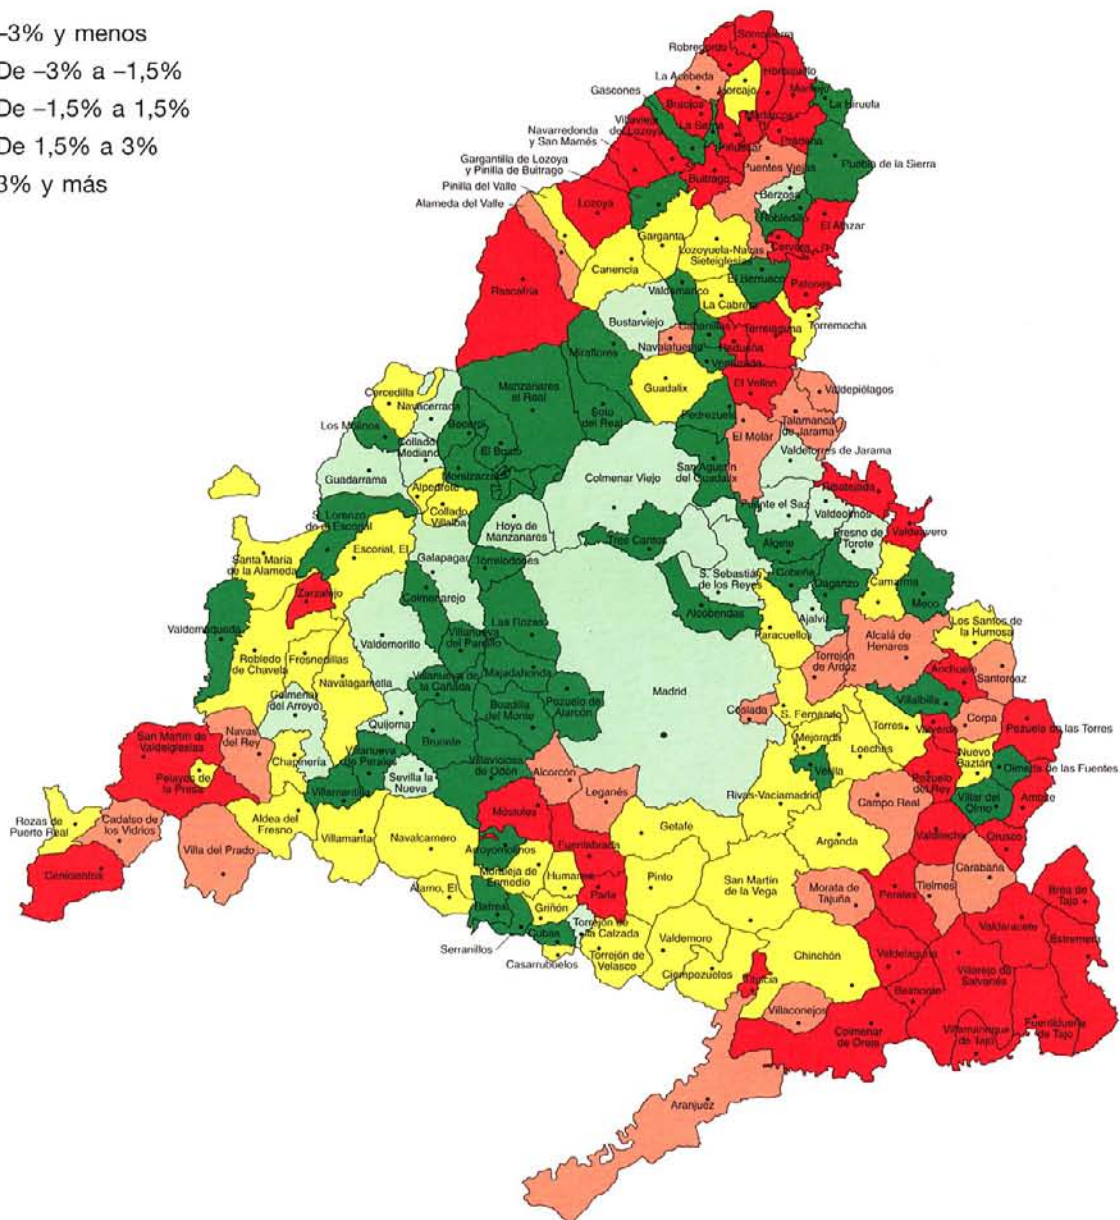 -3% y menos
De -3% a -1,5%
De -1,5% a 1,5%
De 1,5% a 3%
3% y más
Somosierra
Robregordo
La Acebeda
Horcajuelo
Horcajo
Montejo
La Hiruela
Gascones
Braojos
Madarcos
La Serna
Prádena
Villavieja
del Lozoya
Piñuécar
Navarredonda
y San Mamés
Puebla de la Sierra
Puentes Viejas
Gargantilla de Lozoya
y Pinilla de Buitrago
Buitrago
Berzosa
Pinilla del Valle
Alameda del Valle
Lozoya
Robledillo
El Atazar
Garganta
Lozoyuela-Navas
Sieteiglesias
Cervera
Canencia
El Berrueco
Patones
Rascafría
Valdemanco
La Cabrera
Bustarviejo
Torremocha
Cabanillas
Torrelaguna
Navalafuente
Redueña
Miraflores
Venturada
Guadalix
El Vellón
Valdepiélagos
Cercedilla
Navacerrada
Manzanares
el Real
Soto
del Real
Pedrezuela
Talamanca
de Jarama
Los Molinos
Becerril
El Molar
Collado
Mediano
El Boalo
Valdetorres de Jarama
Guadarrama
Moralzarzal
Colmenar Viejo
San Agustín
del Guadalix
Ribatejada
Alpedrete
Collado
Villalba
Fuente el Saz
Valdeolmos
S. Lorenzo
de el Escorial
Hoyo de
Manzanares
Valdeavero
Fresno de
Torote
Tres Cantos
Algete
Santa María
de la Alameda
Escorial, El
Galapagar
Torrelodones
S. Sebastián
de los Reyes
Cobeña
Daganzo
Camarma
Meco
Zarzalejo
Colmenarejo
Alcobendas
Ajalvir
Valdemaqueda
Las Rozas
Paracuellos
Los Santos de
la Humosa
Valdemorillo
Villanueva
del Pardillo
Alcalá de
Henares
Robledo
de Chavela
Fresnedillas
Torrejón
de Ardoz
Anchuelo
Santorcaz
Navalagamella
Villanueva de
la Cañada
Majadahonda
Madrid
Villalbilla
Colmenar
del Arroyo
Boadilla
del Monte
Pozuelo de
Alarcón
Coslada
S. Fernando
Corpa
Quijorna
Torres
Valverde
Pozuelo de las Torres
San Martín de
Valdeiglesias
Navas
del Rey
Brunete
Mejorada
Loeches
Nuevo
Baztán
Chapinería
Villanueva
de Perales
Villaviciosa
de Odón
Velilla
Olmeda de las Fuentes
Pelayos de
la Presa
Sevilla la
Nueva
Alcorcón
Pozuelo
del Rey
Villamantilla
Leganés
Rivas-Vaciamadrid
Campo Real
Villar del
Olmo
Ambite
Móstoles
Rozas de
Puerto Real
Cadalso de
los Vidrios
Aldea del
Fresno
Villamanta
Navalcarnero
Getafe
Arganda
Valdilecha
Orusco
Villa del Prado
Arroyomolinos
Fuenlabrada
Carabaña
Cenicientos
Moraleja de
Enmedio
Humanes
Pinto
San Martín
de la Vega
Morata de
Tajuña
Perales
Tielmes
Brea de
Tajo
Álamo, El
Parla
Batres
Griñón
Valdaracete
Serranillos
Cubas
Torrejón de
la Calzada
Estremera
Valdemoro
Casarrubuelos
Torrejón de
Velasco
Chinchón
Valdelaguna
Villarejo de
Salvanés
Ciempozuelos
Titulcia
Belmonte
Villaconejos
Colmenar
de Oreja
Villamanrique
de Tajo
Fuentidueña
de Tajo
Aranjuez